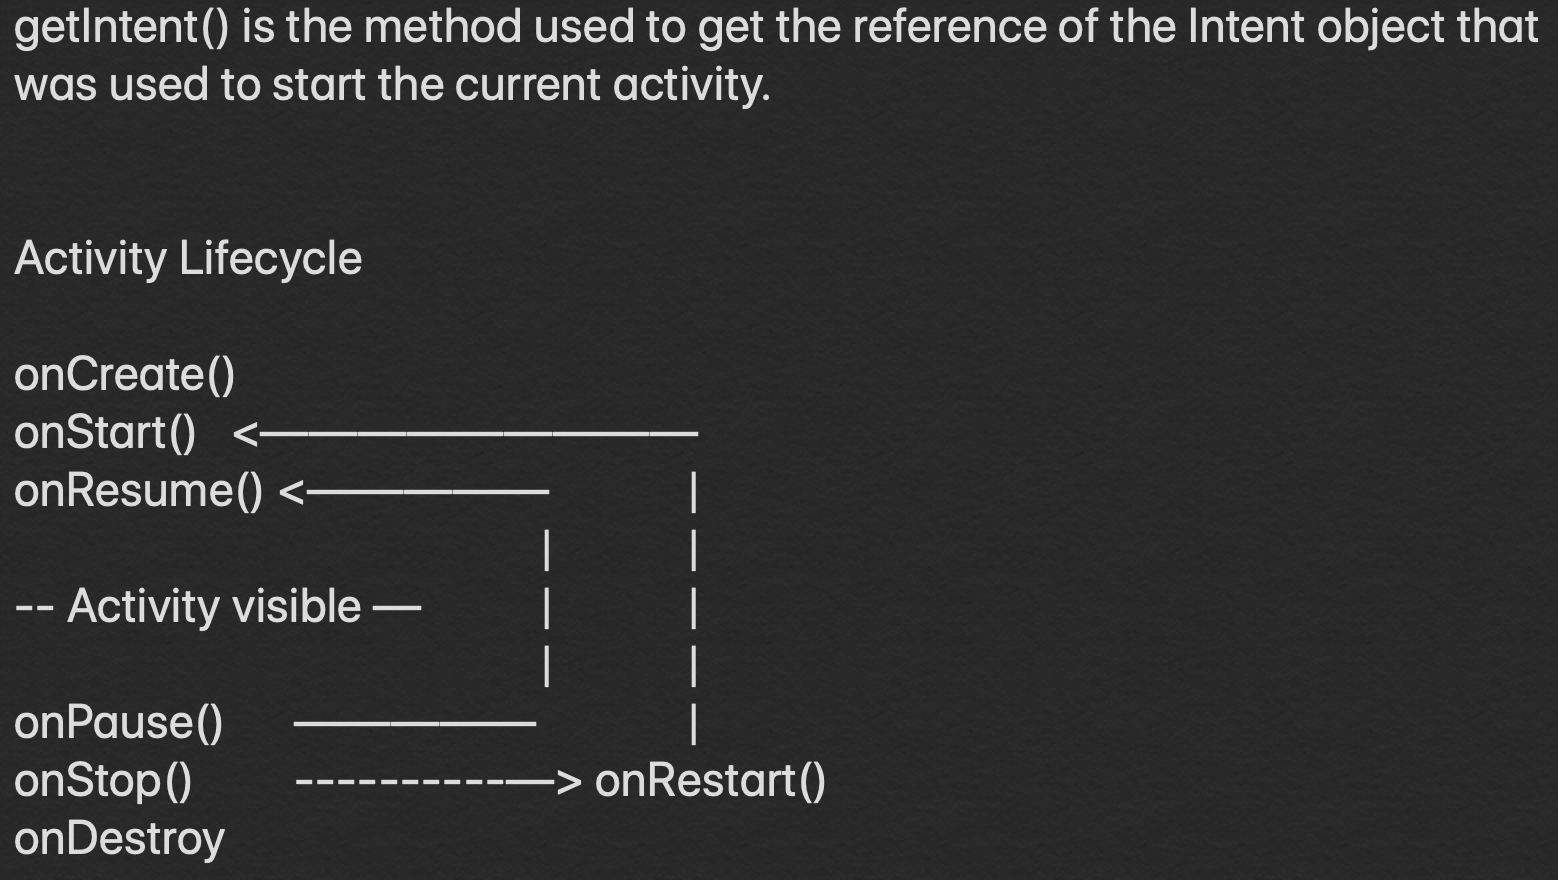 getIntent() is the method used to get the reference of the Intent object that
was used to start the current activity.
Activity Lifecycle
onCreate()
onStart() <—————————
onResume() <————— |
| |
-- Activity visible — | |
| |
onPause() ————— |
onStop() ----------—> onRestart()
onDestroy